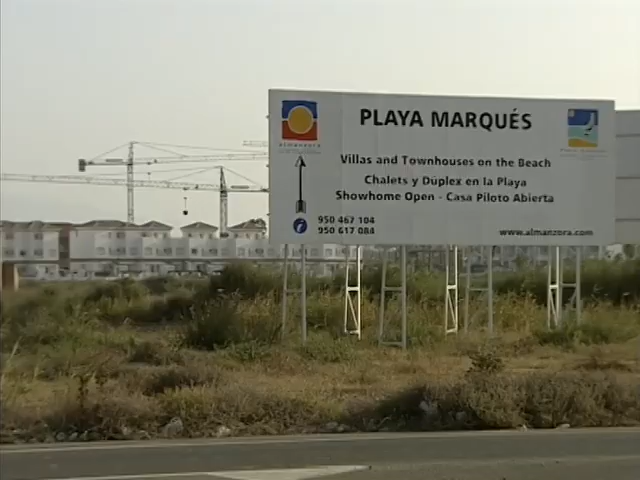 PLAYA MARQUÉS
almanzora
Villas and Townhouses on the Beach
Chalets y Dúplex en la Playa
Showhome Open - Casa Piloto Abierta
950 467 104
950 617 084
www.almanzora.com